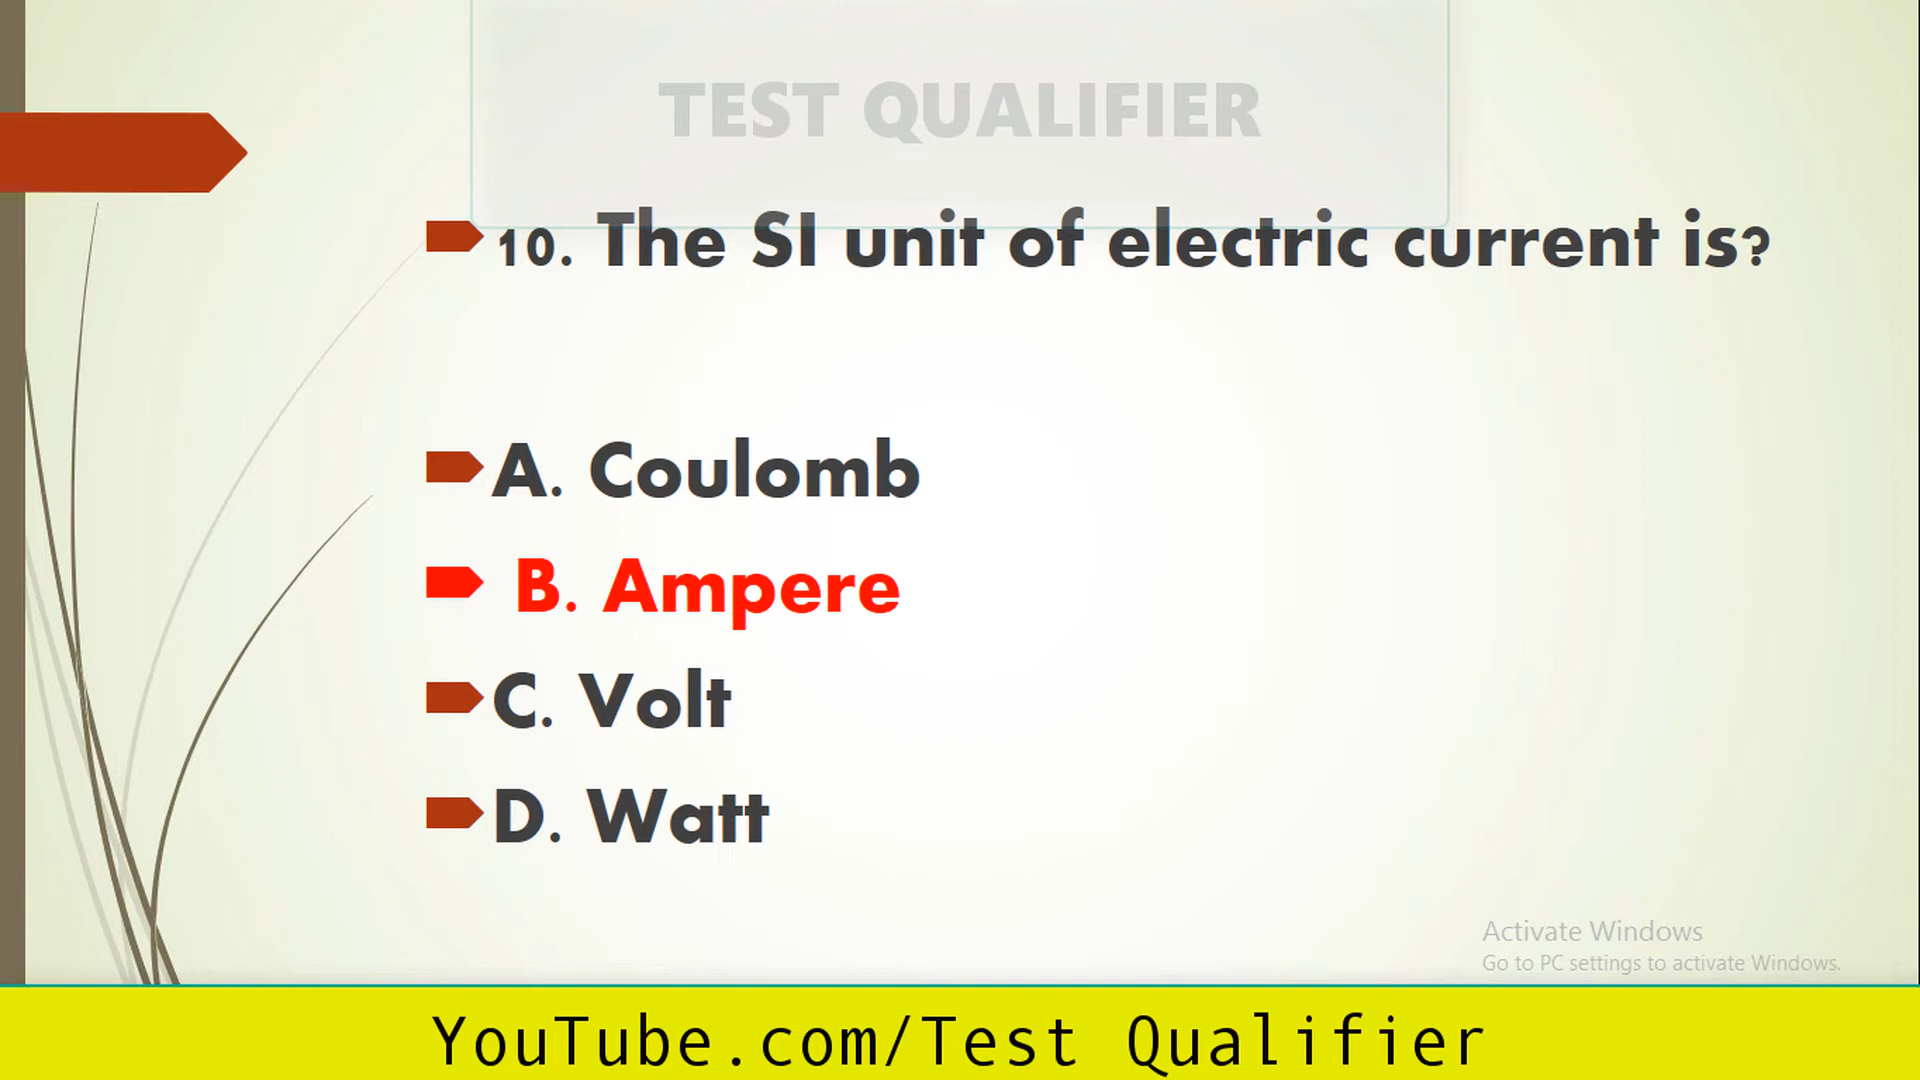 TEST QUALIFIER
10. The SI unit of electric current is?
A. Coulomb
B. Ampere
C. Volt
D. Watt
Activate Windows
Go to PC settings to activate Windows.
YouTube.com/Test Qualifier